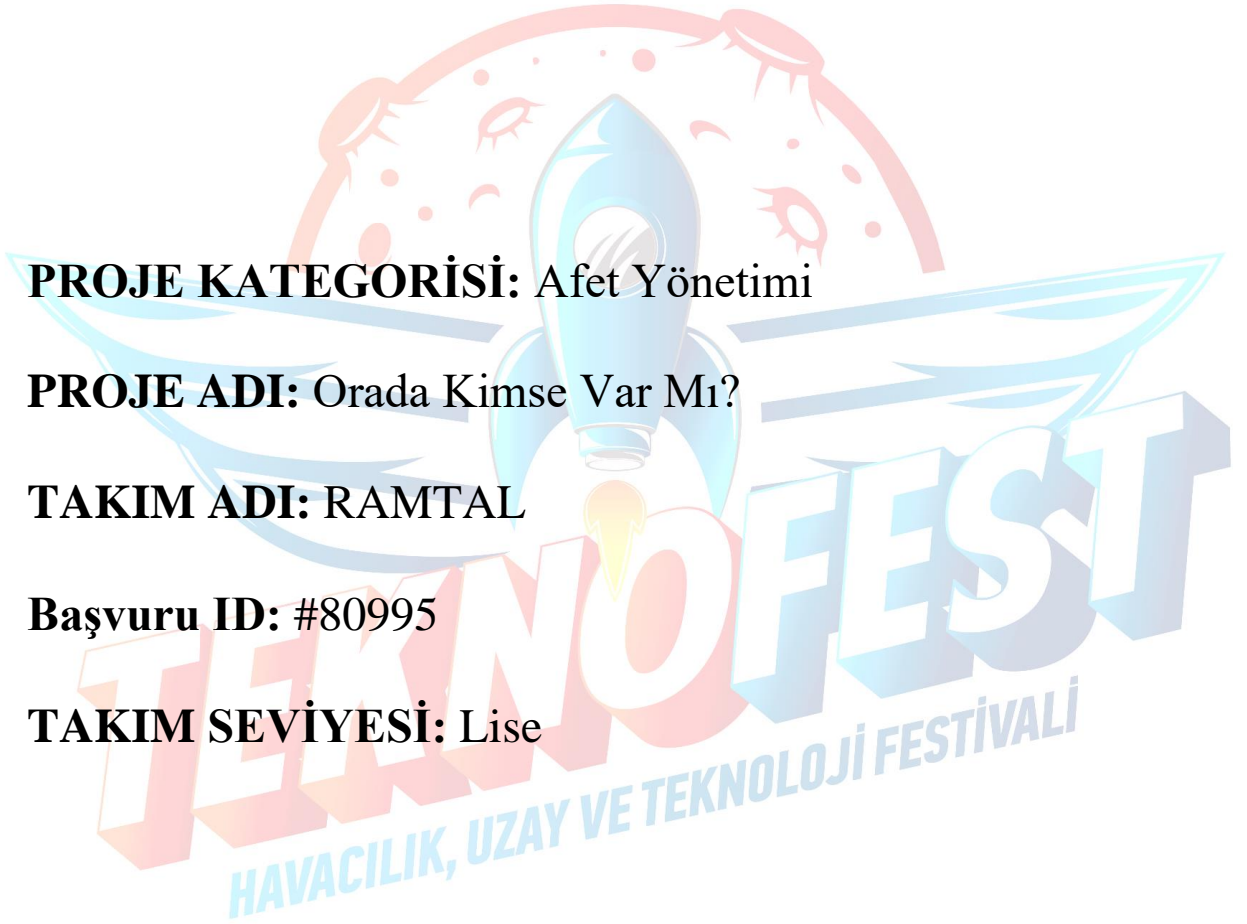 PROJE KATEGORİSİ: Afet Yönetimi
PROJE ADI: Orada Kimse Var Mı?
TAKIM ADI: RAMTAL
Başvuru ID: #80995
TAKIM SEVİYESİ: Lise
TEKNOFEST
HAVACILIK, UZAY VE TEKNOLOJİ FESTİVALİ